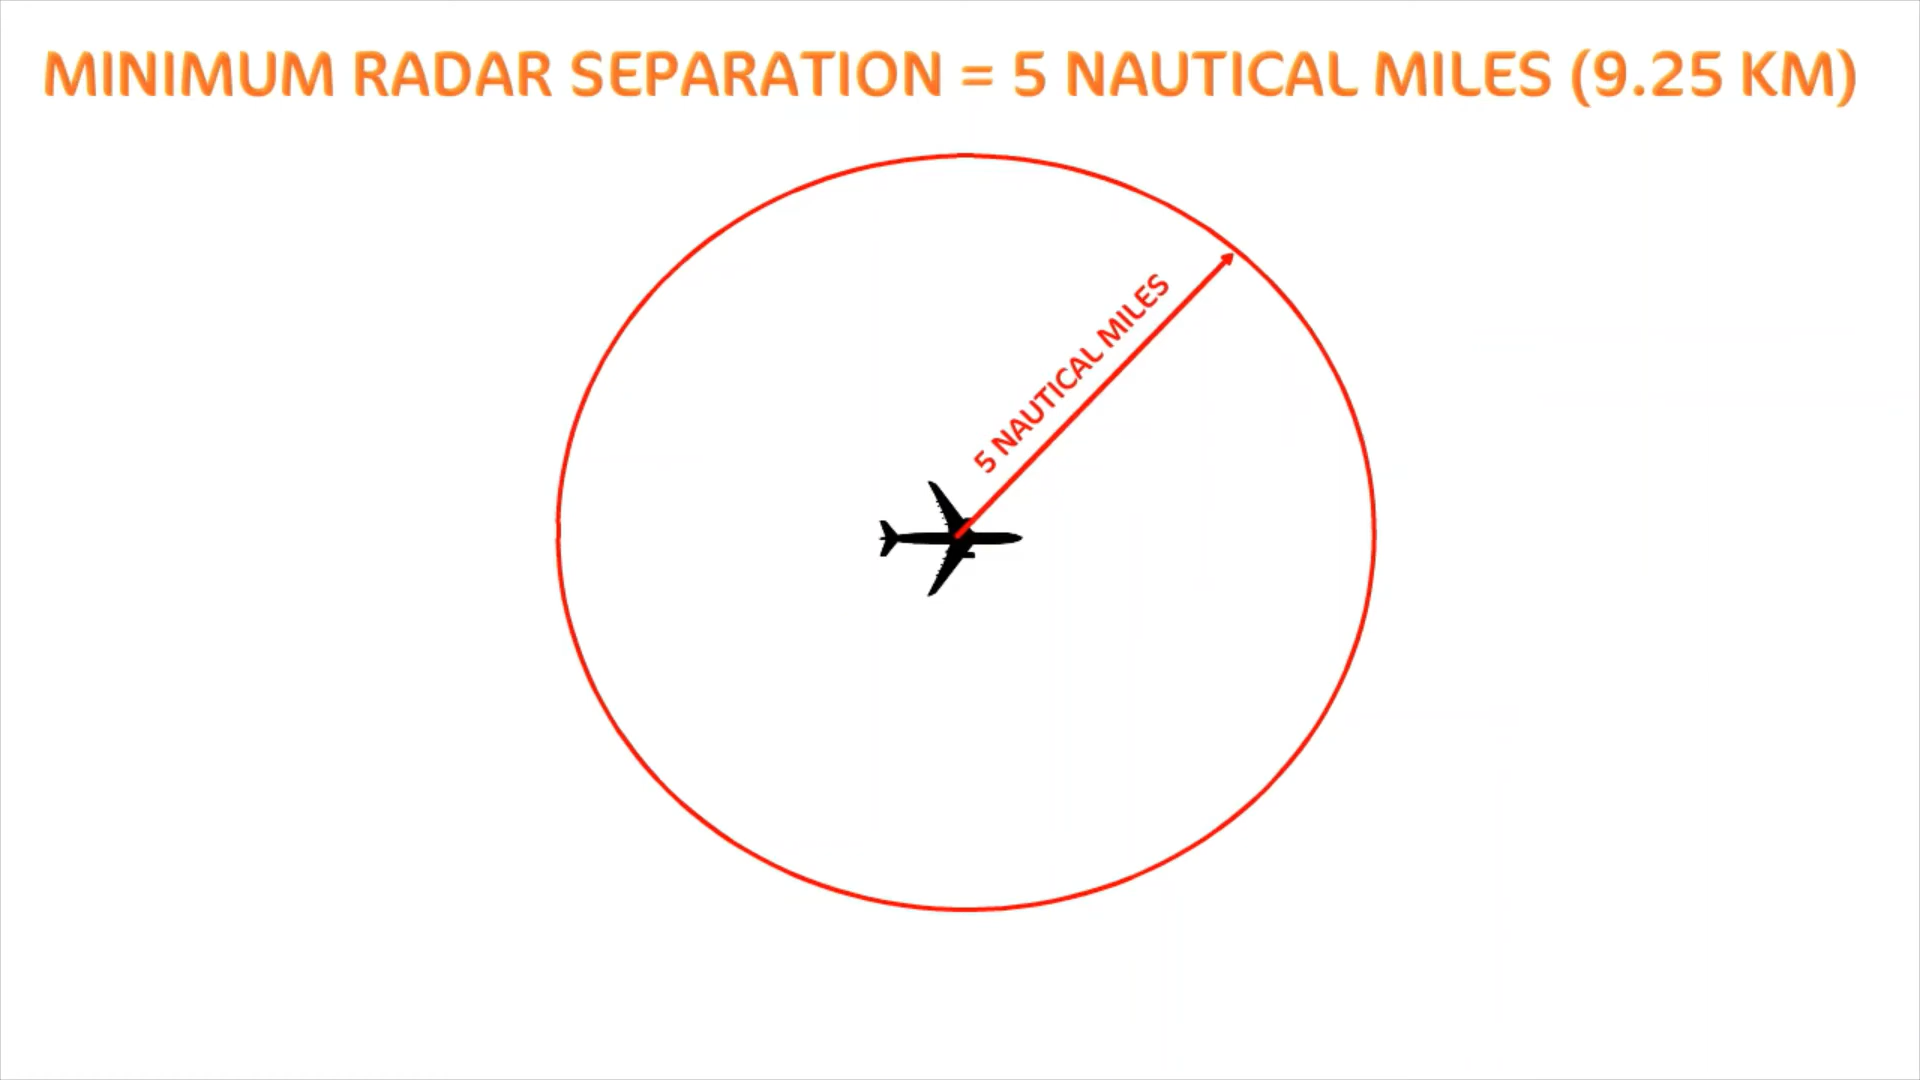 MINIMUM RADAR SEPARATION = 5 NAUTICAL MILES (9.25 KM)
5 NAUTICAL MILES